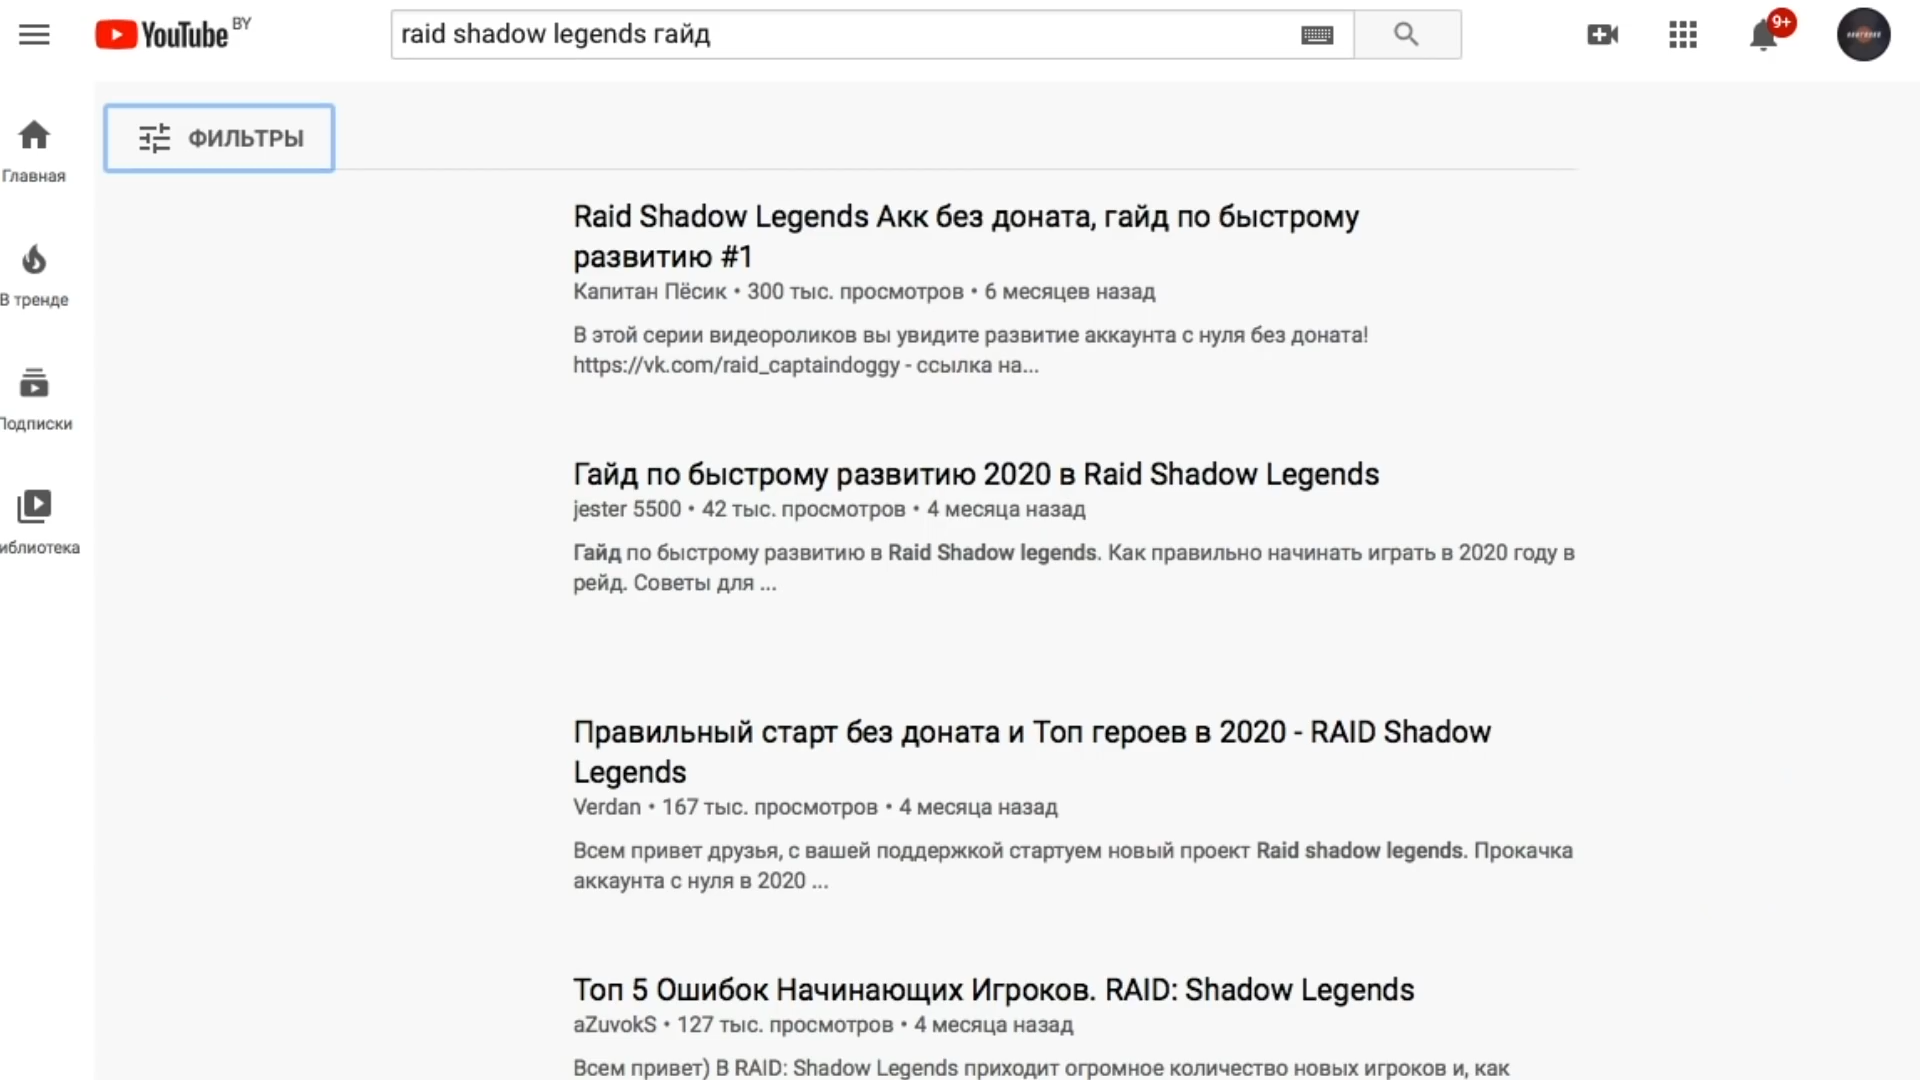 YouTube BY
raid shadow legends гайд
9+
ФИЛЬТРЫ
Главная
В тренде
Подписки
иблиотека
Raid Shadow Legends Акк без доната, гайд по быстрому
развитию #1
Капитан Пёсик • 300 тыс. просмотров • 6 месяцев назад
В этой серии видеороликов вы увидите развитие аккаунта с нуля без доната!
https://vk.com/raid_captaindoggy - ссылка на...
Гайд по быстрому развитию 2020 в Raid Shadow Legends
jester 5500 • 42 тыс. просмотров • 4 месяца назад
Гайд по быстрому развитию в Raid Shadow legends. Как правильно начинать играть в 2020 году в
рейд. Советы для ...
Правильный старт без доната и Топ героев в 2020 - RAID Shadow
Legends
Verdan • 167 тыс. просмотров • 4 месяца назад
Всем привет друзья, с вашей поддержкой стартуем новый проект Raid shadow legends. Прокачка
аккаунта с нуля в 2020 ...
Топ 5 Ошибок Начинающих Игроков. RAID: Shadow Legends
aZuvokS • 127 тыс. просмотров • 4 месяца назад
Всем привет) В RAID: Shadow Legends приходит огромное количество новых игроков и, как